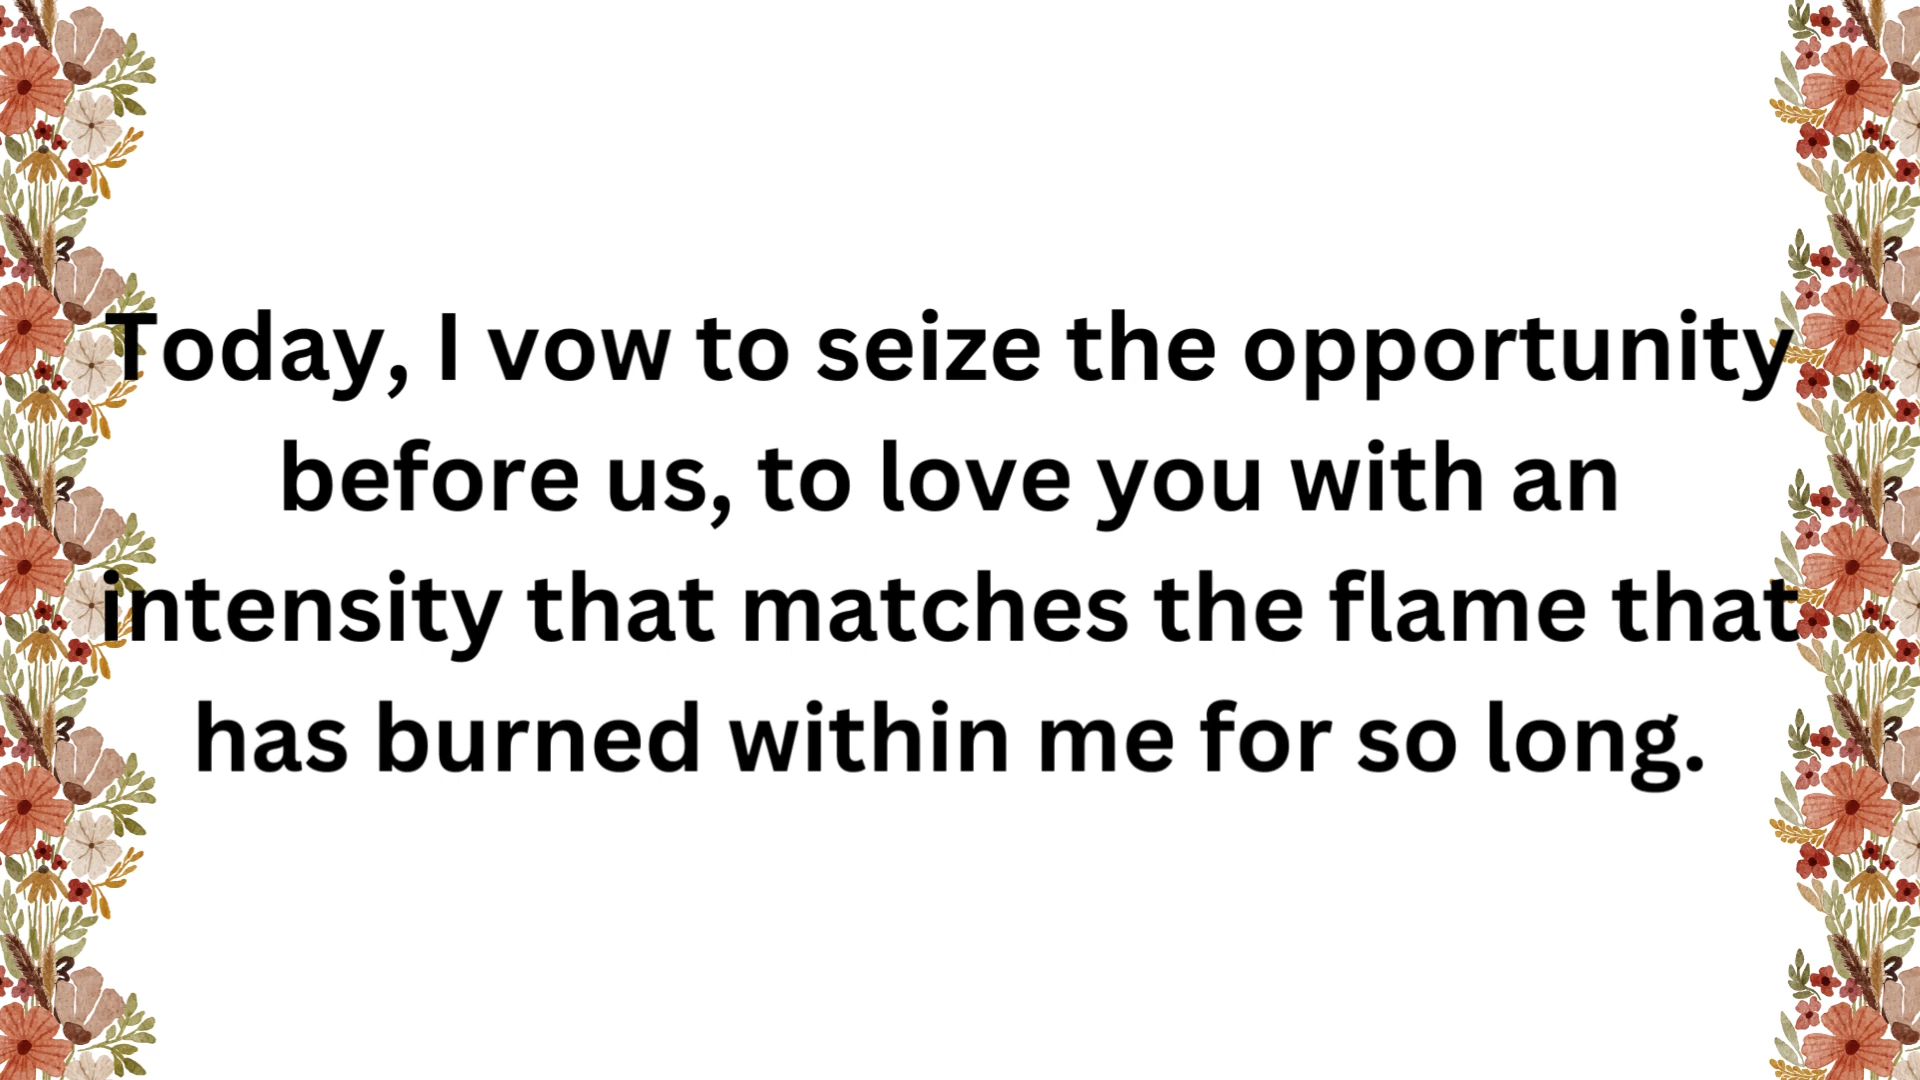 Today, I vow to seize the opportunity
before us, to love you with an
intensity that matches the flame that
has burned within me for so long.